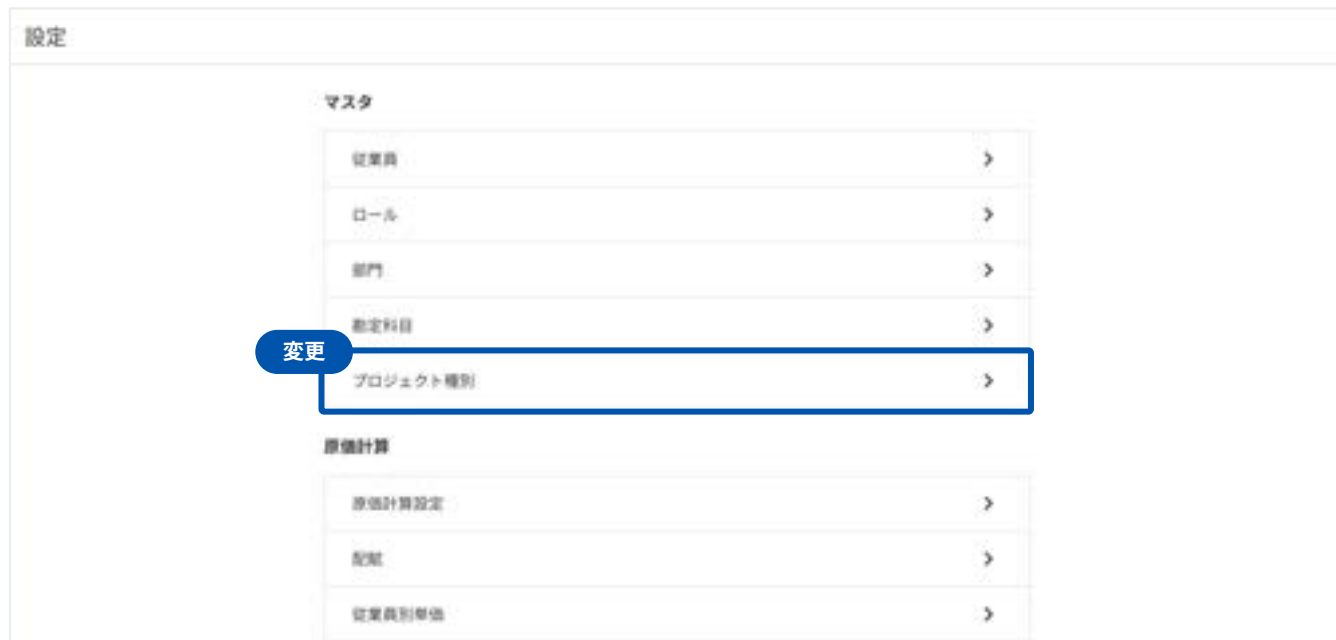 設定
マスタ
従業員
ロール
部門
勘定科目
変更
プロジェクト種別
原価計算
原価計算設定
配賦
従業員別単価